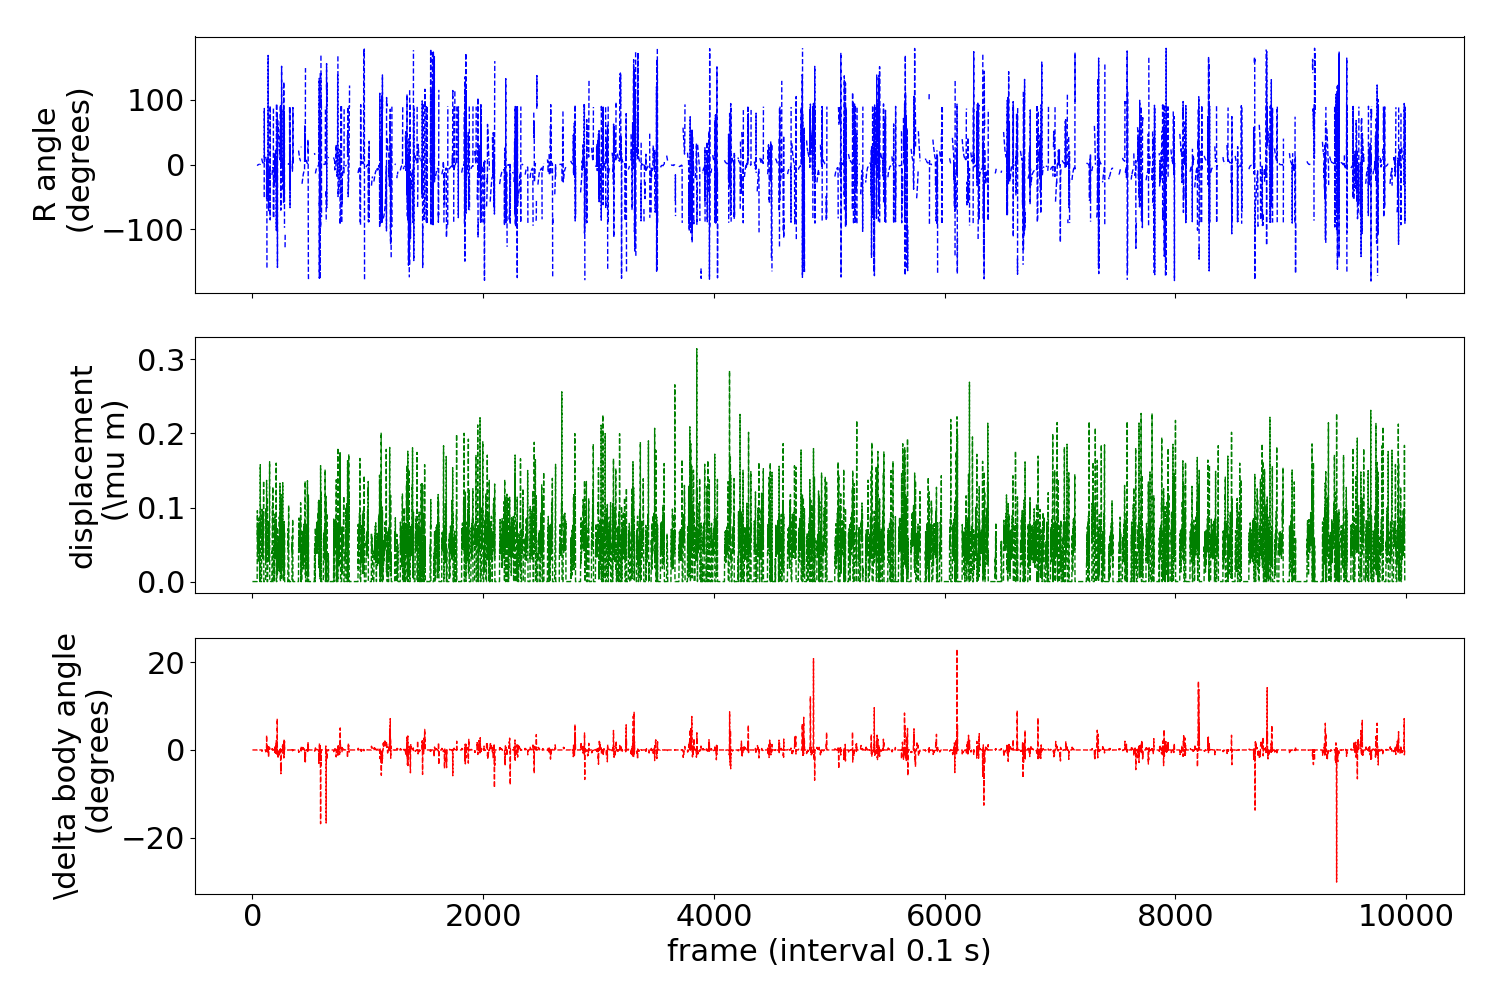 R angle
(degrees)
100
0
−100
displacement
(\mu m)
0.3
0.2
0.1
0.0
\delta body angle
(degrees)
20
0
−20
0 2000 4000 6000 8000 10000
frame (interval 0.1 s)